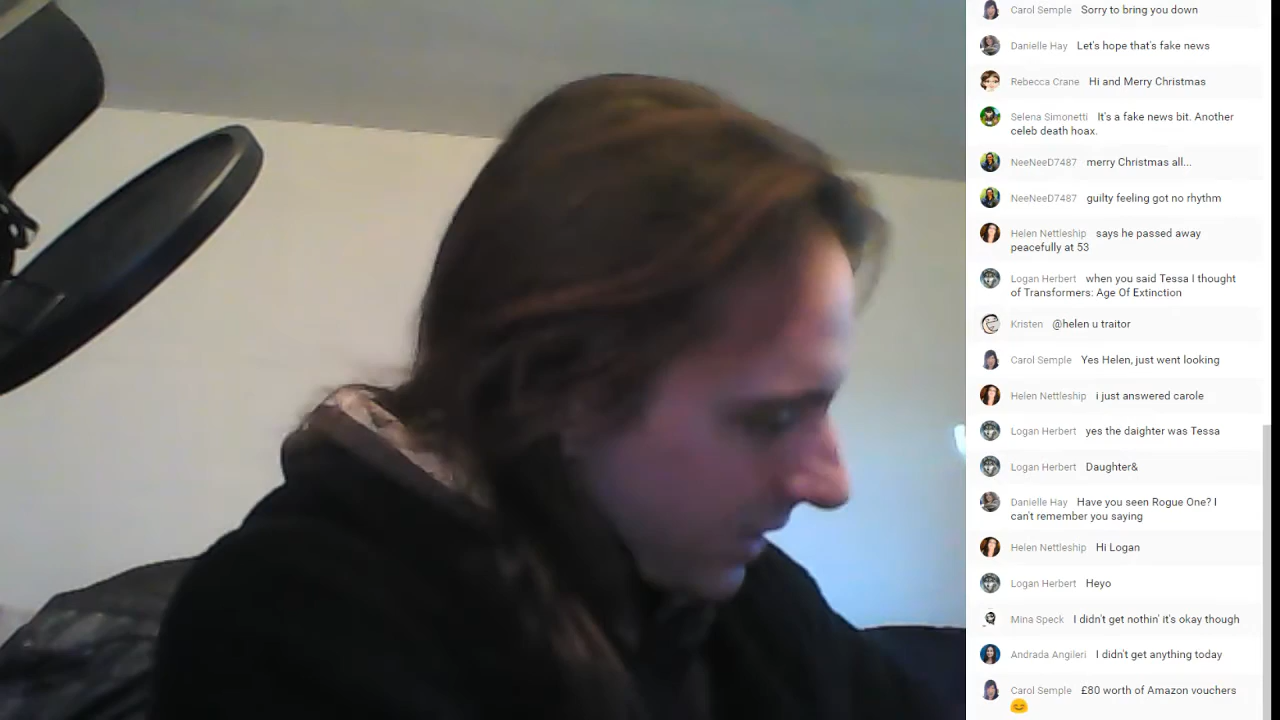 Carol Semple Sorry to bring you down
Danielle Hay Let's hope that's fake news
Rebecca Crane Hi and Merry Christmas
Selena Simonetti It's a fake news bit. Another
celeb death hoax.
NeeNeeD7487 merry Christmas all...
NeeNeeD7487 guilty feeling got no rhythm
Helen Nettleship says he passed away
peacefully at 53
Logan Herbert when you said Tessa I thought
of Transformers: Age Of Extinction
Kristen @helen u traitor
Carol Semple Yes Helen, just went looking
Helen Nettleship i just answered carole
Logan Herbert yes the daighter was Tessa
Logan Herbert Daughter&
Danielle Hay Have you seen Rogue One? I
can't remember you saying
Helen Nettleship Hi Logan
Logan Herbert Heyo
Mina Speck I didn't get nothin' it's okay though
Andrada Angileri I didn't get anything today
Carol Semple £80 worth of Amazon vouchers
😊